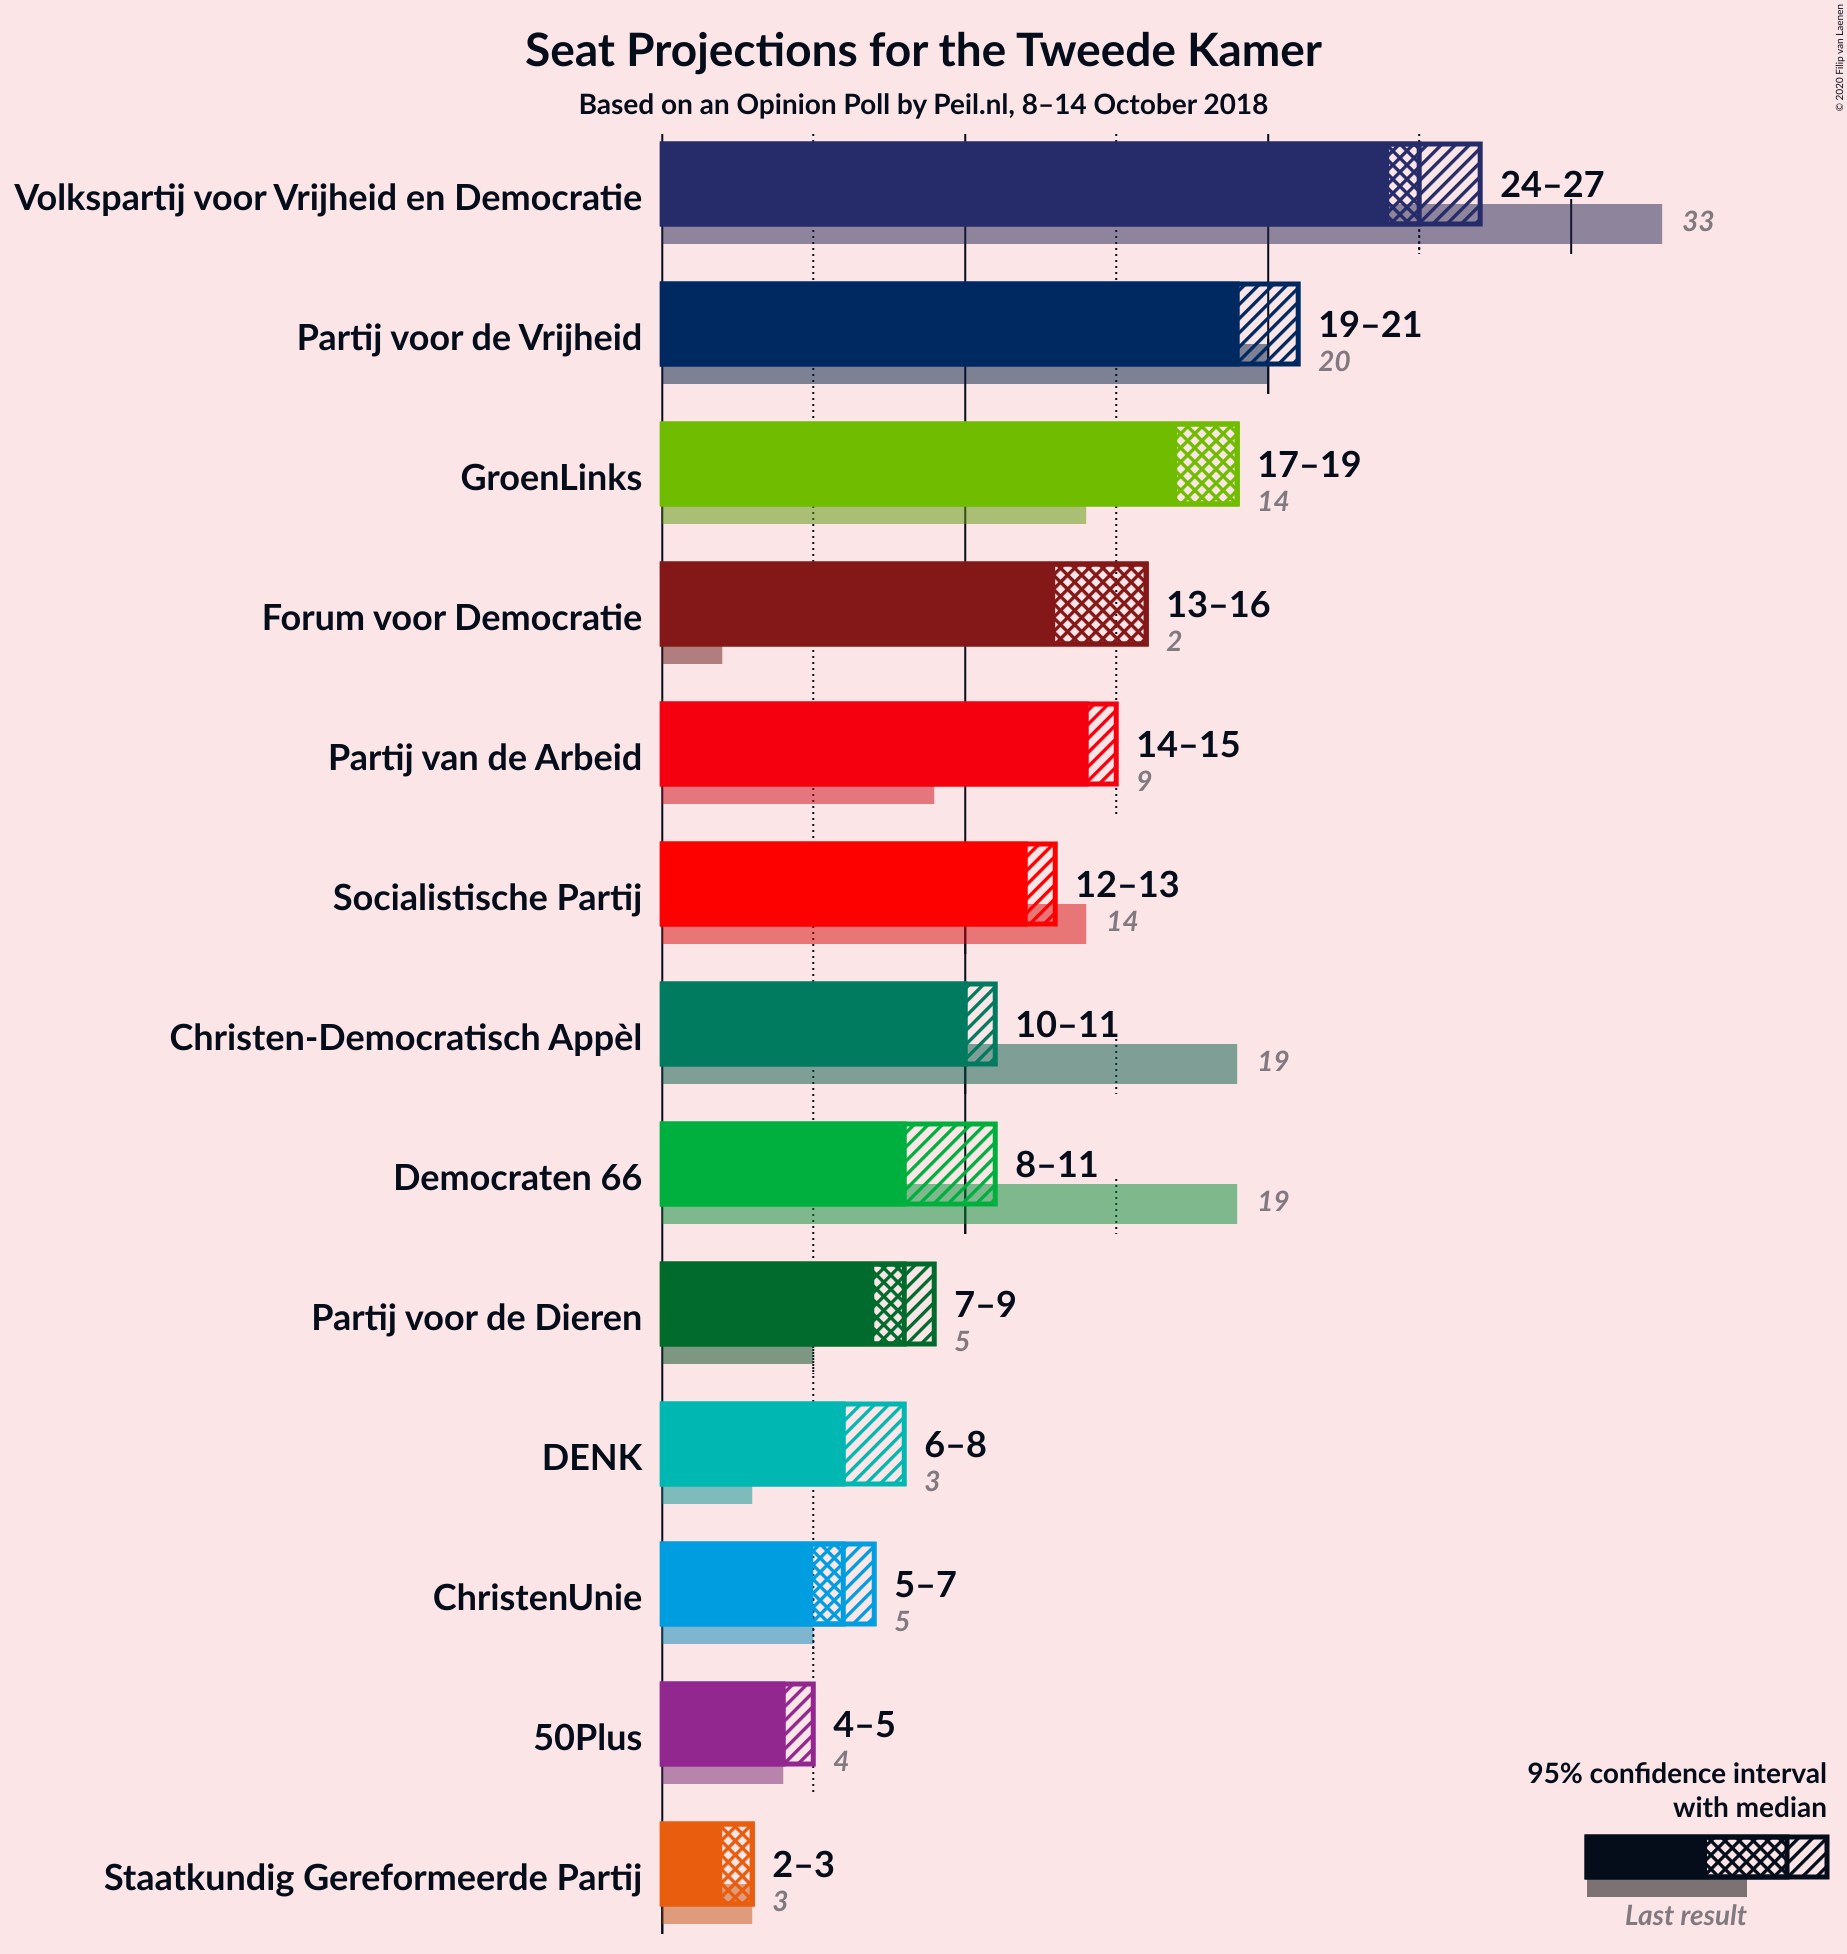 Seat Projections for the Tweede Kamer
Based on an Opinion Poll by Peil.nl, 8–14 October 2018
© 2020 Filip van Laenen
Volkspartij voor Vrijheid en Democratie
24–27
33
Partij voor de Vrijheid
19–21
20
GroenLinks
17–19
14
Forum voor Democratie
13–16
2
Partij van de Arbeid
14–15
9
Socialistische Partij
12–13
14
Christen-Democratisch Appèl
10–11
19
Democraten 66
8–11
19
Partij voor de Dieren
7–9
5
DENK
6–8
3
ChristenUnie
5–7
5
50Plus
4–5
4
Staatkundig Gereformeerde Partij
2–3
3
95% confidence interval
with median
Last result